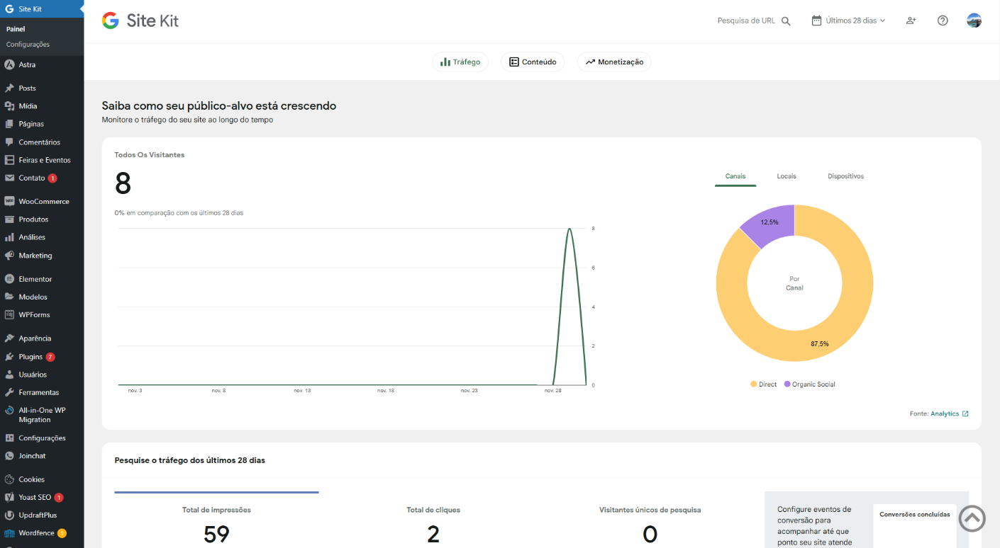 Site Kit
Painel
Configurações
Astra
Posts
Mídia
Páginas
Comentários
Feiras e Eventos
Contato 1
WooCommerce
Produtos
Análises
Marketing
Elementor
Modelos
WPForms
Aparência
Plugins 7
Usuários
Ferramentas
All-in-One WP
Migration
Configurações
Joinchat
Cookies
Yoast SEO 1
UpdraftPlus
Wordfence 1
Site Kit
Pesquisa de URL
Últimos 28 dias
Tráfego
Conteúdo
Monetização
Saiba como seu público-alvo está crescendo
Monitore o tráfego do seu site ao longo do tempo
Todos Os Visitantes
8
0% em comparação com os últimos 28 dias
8
6
4
2
0
nov. 3
nov. 8
nov. 13
nov. 18
nov. 23
nov. 28
Canais
Locais
Dispositivos
12,5%
Por
Canal
87,5%
Direct
Organic Social
Fonte: Analytics
Pesquise o tráfego dos últimos 28 dias
Total de impressões
59
Total de cliques
2
Visitantes únicos de pesquisa
0
Configure eventos de
conversão para
acompanhar até que
ponto seu site atende
Conversões concluídas